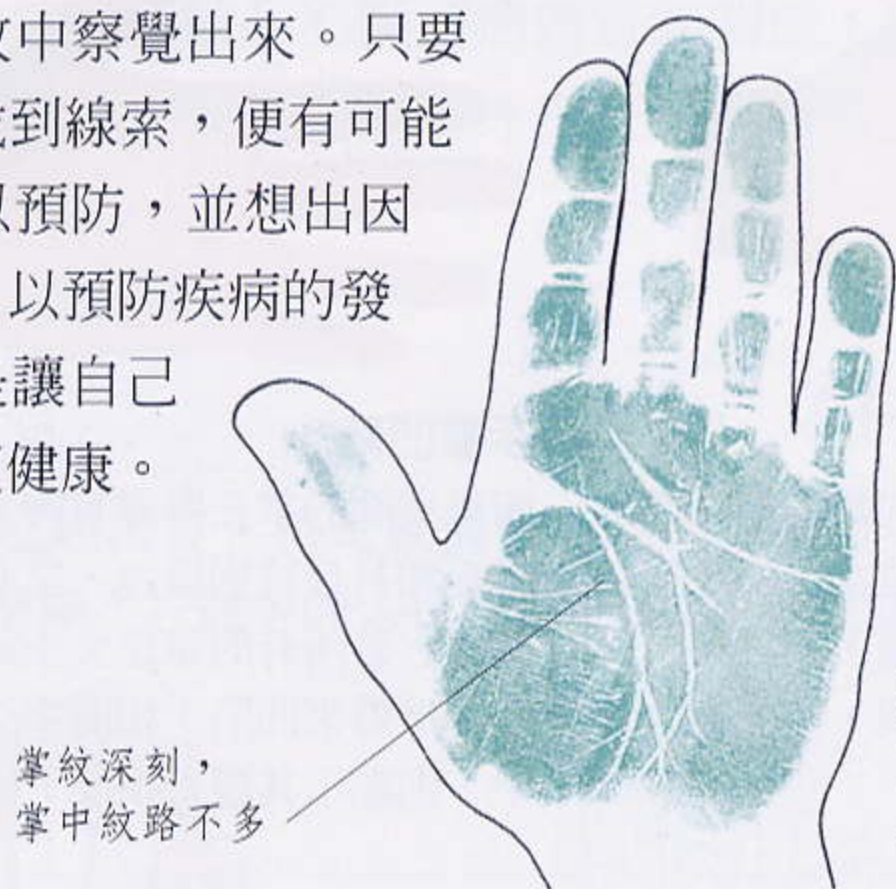 中察覺出來。只要
到線索,便有可能
以預防,並想出因
以預防疾病的發
讓自己
健康。
掌紋深刻,
掌中紋路不多